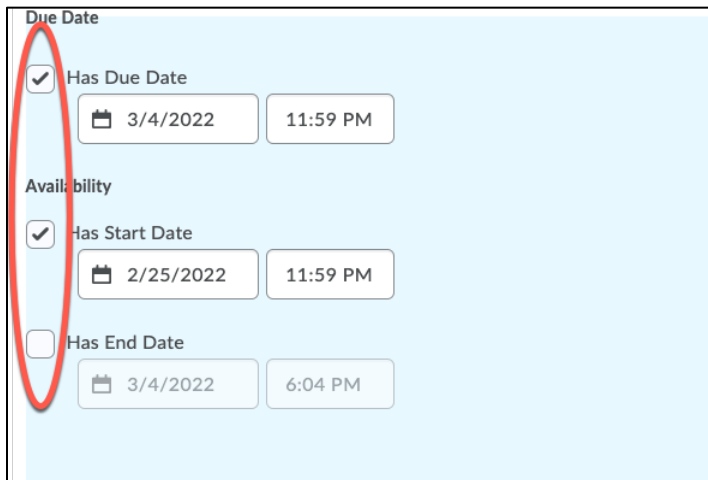 Due Date
Has Due Date
3/4/2022 11:59 PM
Availability
Has Start Date
2/25/2022 11:59 PM
Has End Date
3/4/2022 6:04 PM